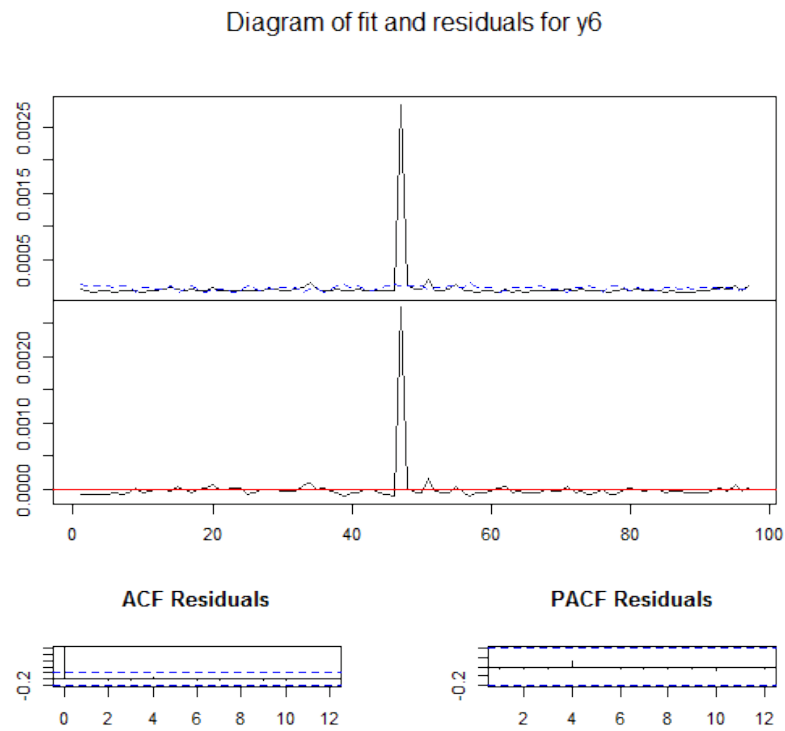 Diagram of fit and residuals for y6
0.0025
0.0015
0.0005
0.0020
0.0010
0.0000
0 20 40 60 80 100
ACF Residuals
PACF Residuals
-0.2
0 2 4 6 8 10 12
-0.2
2 4 6 8 10 12